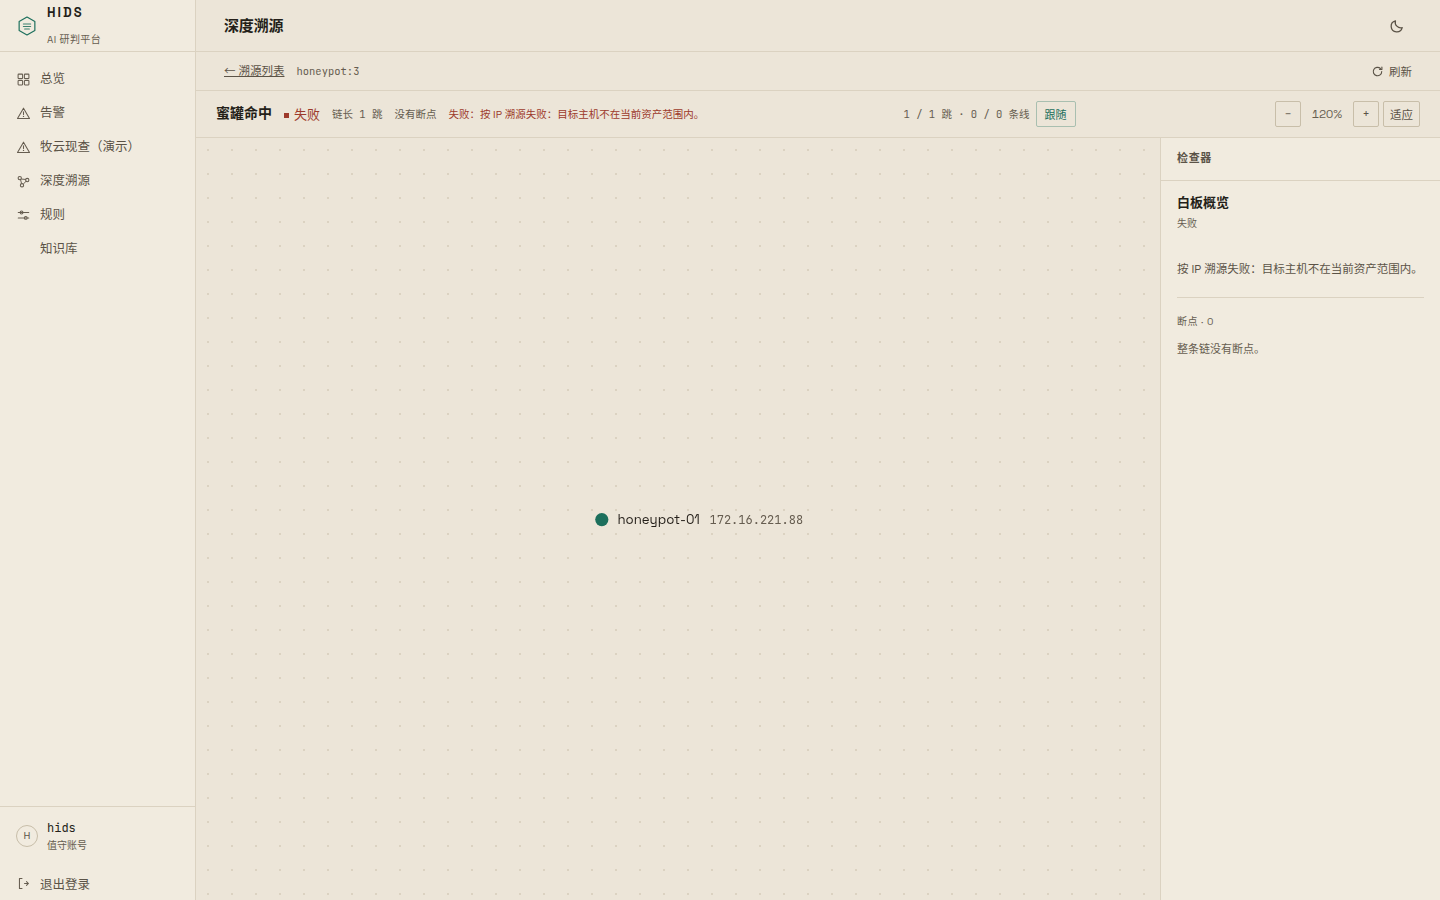 HIDS
AI 研判平台
总览
告警
牧云现查（演示）
深度溯源
规则
知识库
H
hids
值守账号
退出登录
深度溯源
← 溯源列表 honeypot:3
刷新
蜜罐命中 失败 链长 1 跳 没有断点 失败：按 IP 溯源失败：目标主机不在当前资产范围内。 1 / 1 跳 · 0 / 0 条线 跟随 − 120% + 适应
honeypot-01 172.16.221.88
检查器
白板概览
失败
按 IP 溯源失败：目标主机不在当前资产范围内。
断点 · 0
整条链没有断点。